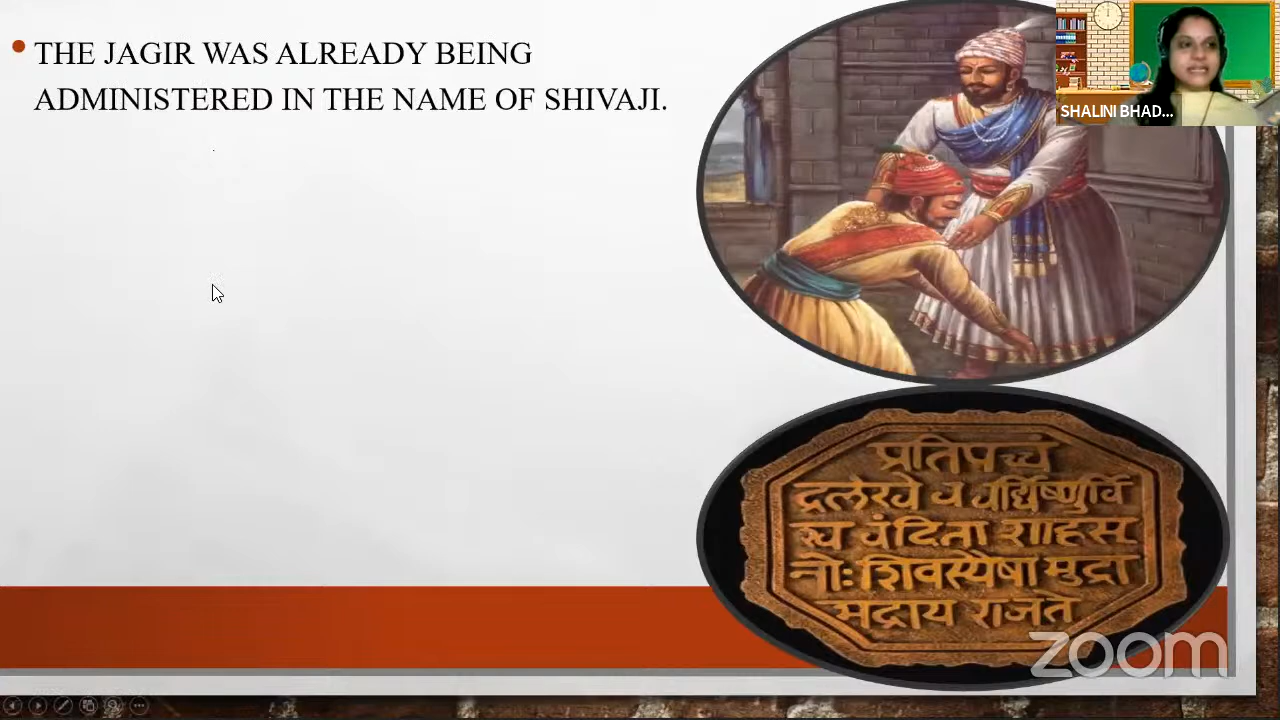 THE JAGIR WAS ALREADY BEING
ADMINISTERED IN THE NAME OF SHIVAJI.
SHALINI BHAD...
प्रतिपच्चं
द्रलेखेव वर्धिष्णुर्वि
श्व वंदिता शाहसू
नोः शिवस्यैषा मुद्रा
भद्राय राजते
zoom